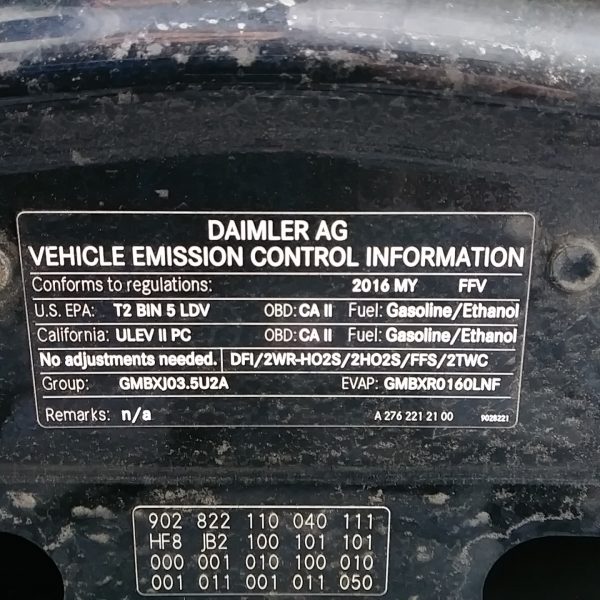 DAIMLER AG
VEHICLE EMISSION CONTROL INFORMATION
Conforms to regulations: 2016 MY FFV
U.S. EPA: T2 BIN 5 LDV OBD: CA II Fuel: Gasoline/Ethanol
California: ULEV II PC OBD: CA II Fuel: Gasoline/Ethanol
No adjustments needed. DFI/2WR-HO2S/2HO2S/FFS/2TWC
Group: GMBXJ03.5U2A EVAP: GMBXR0160LNF
Remarks: n/a A 276 221 21 00 9028221
902 822 110 040 111
HF8 JB2 100 101 101
000 001 010 100 010
001 011 001 011 050